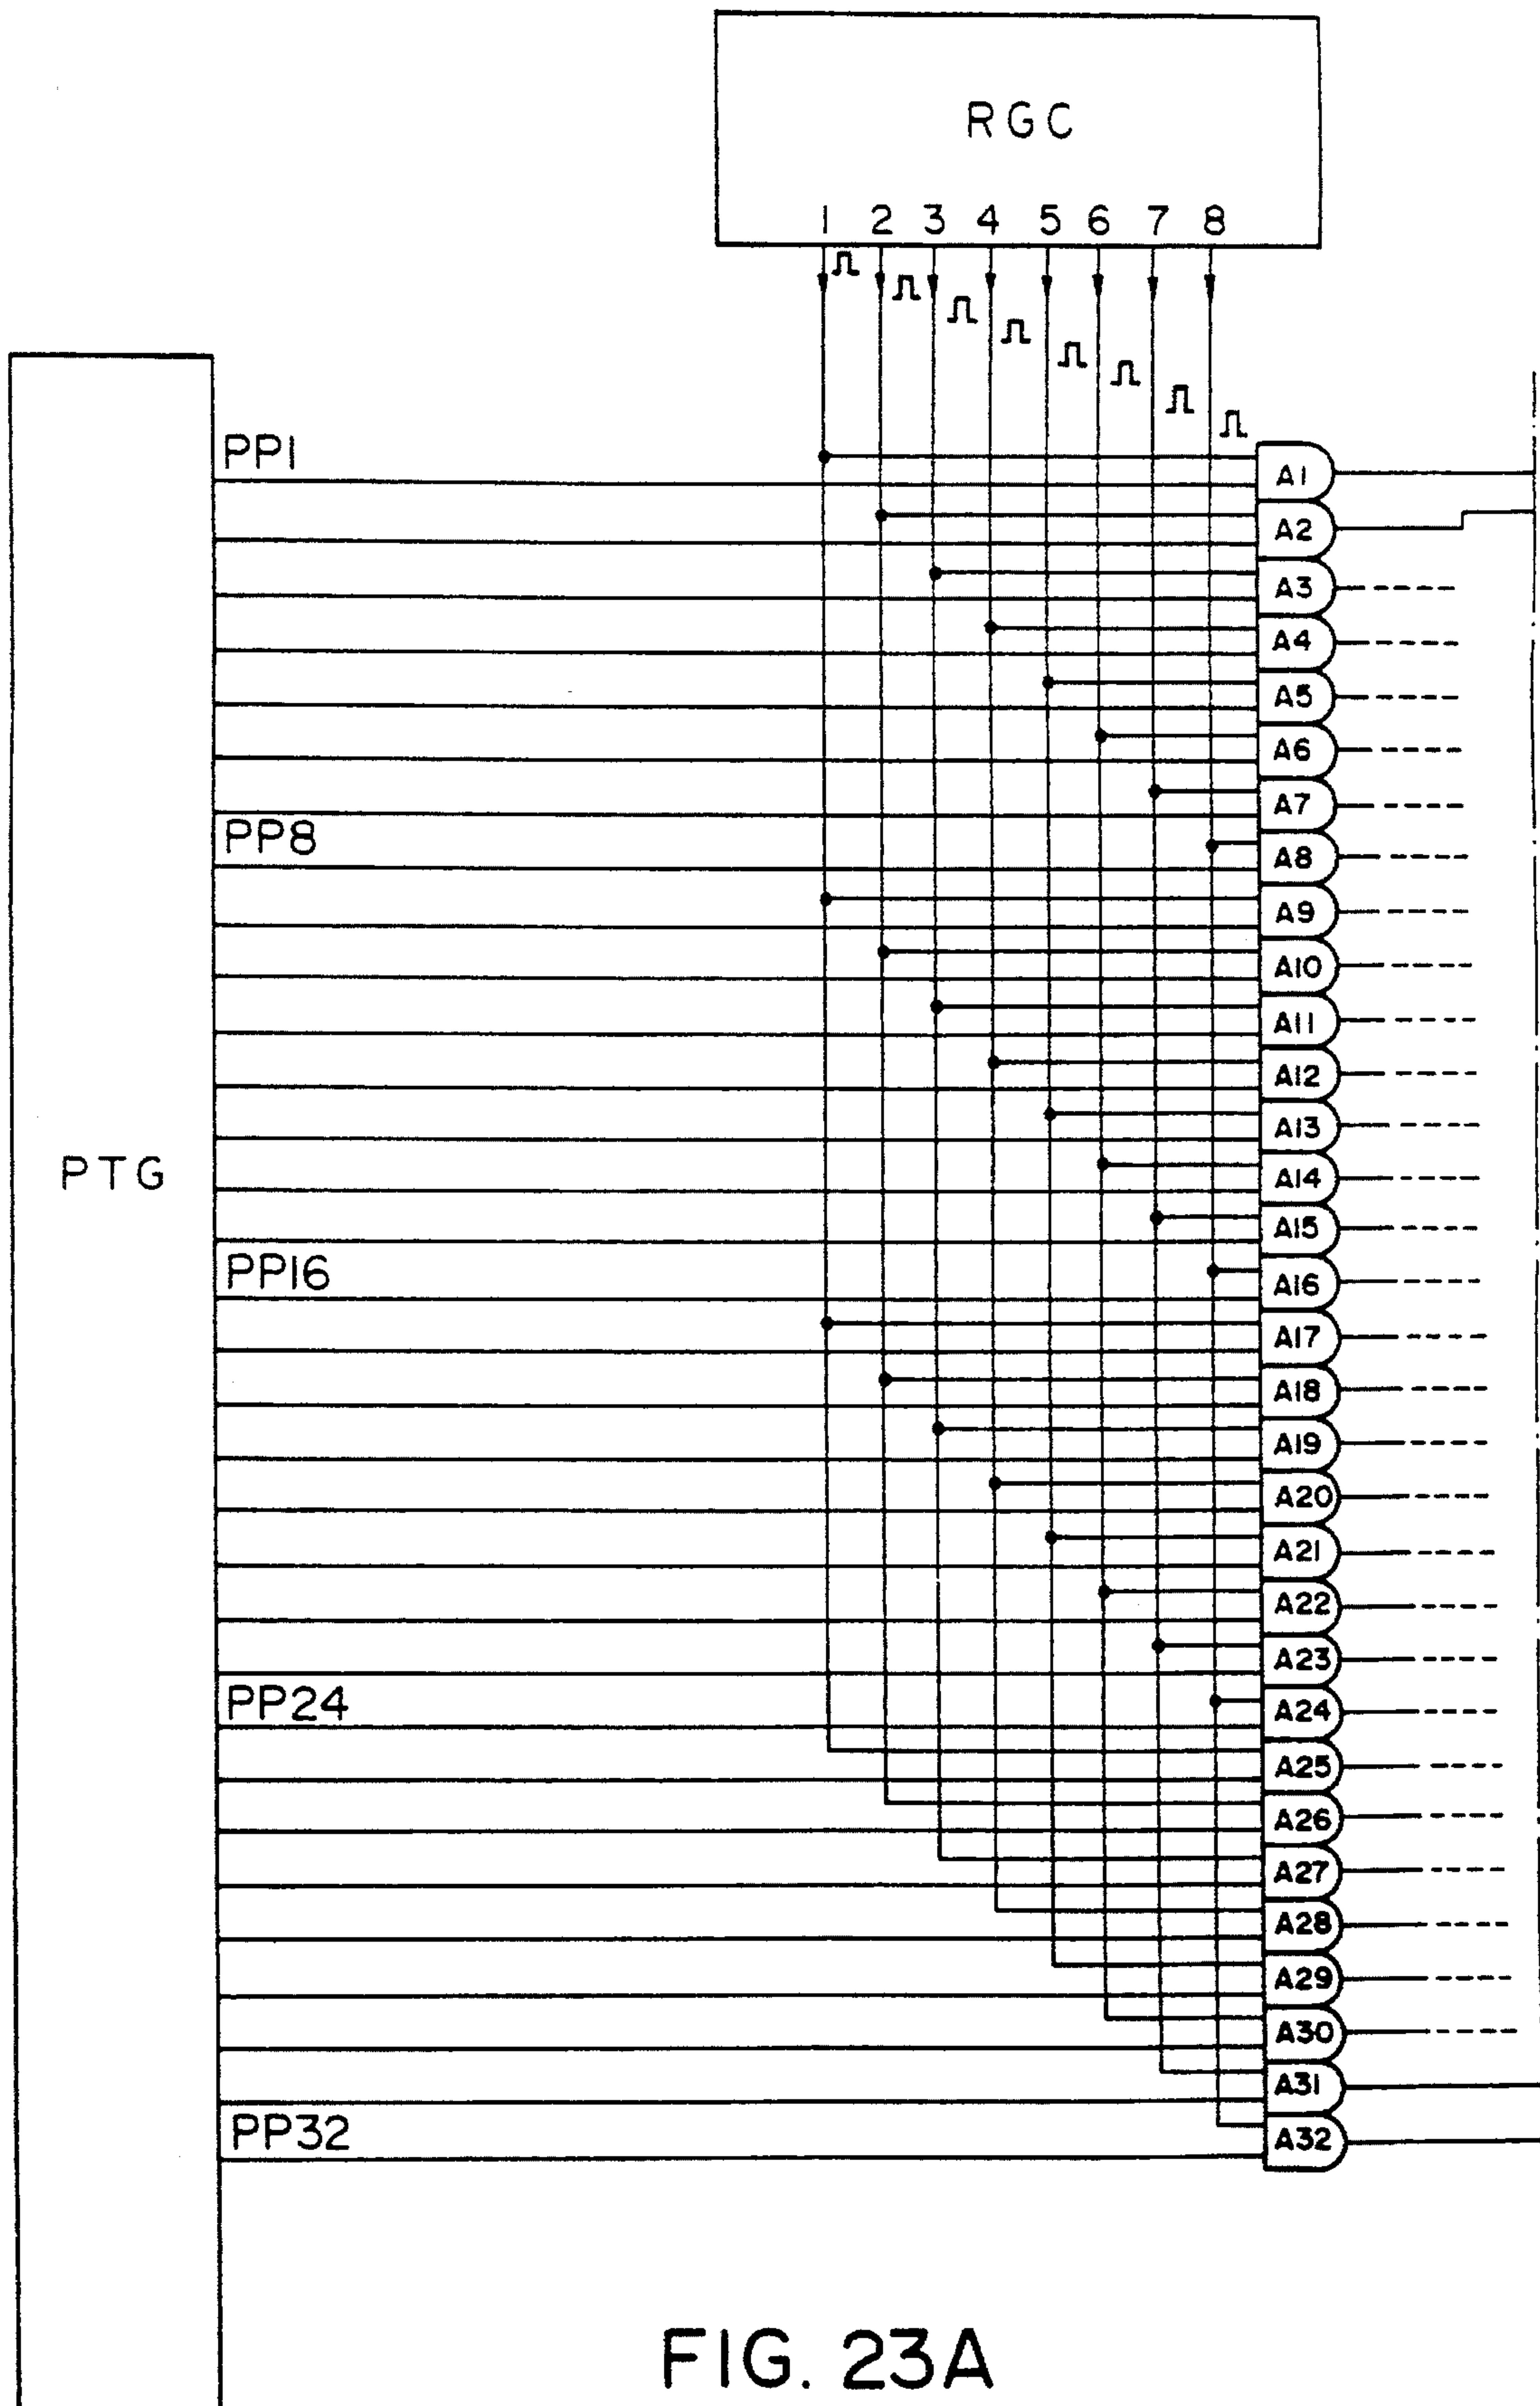 RGC
1 2 3 4 5 6 7 8
PP1
A1
A2
A3
A4
A5
A6
A7
PP8
A8
A9
A10
A11
A12
A13
PTG
A14
A15
PP16
A16
A17
A18
A19
A20
A21
A22
A23
PP24
A24
A25
A26
A27
A28
A29
A30
A31
PP32
A32
FIG. 23A